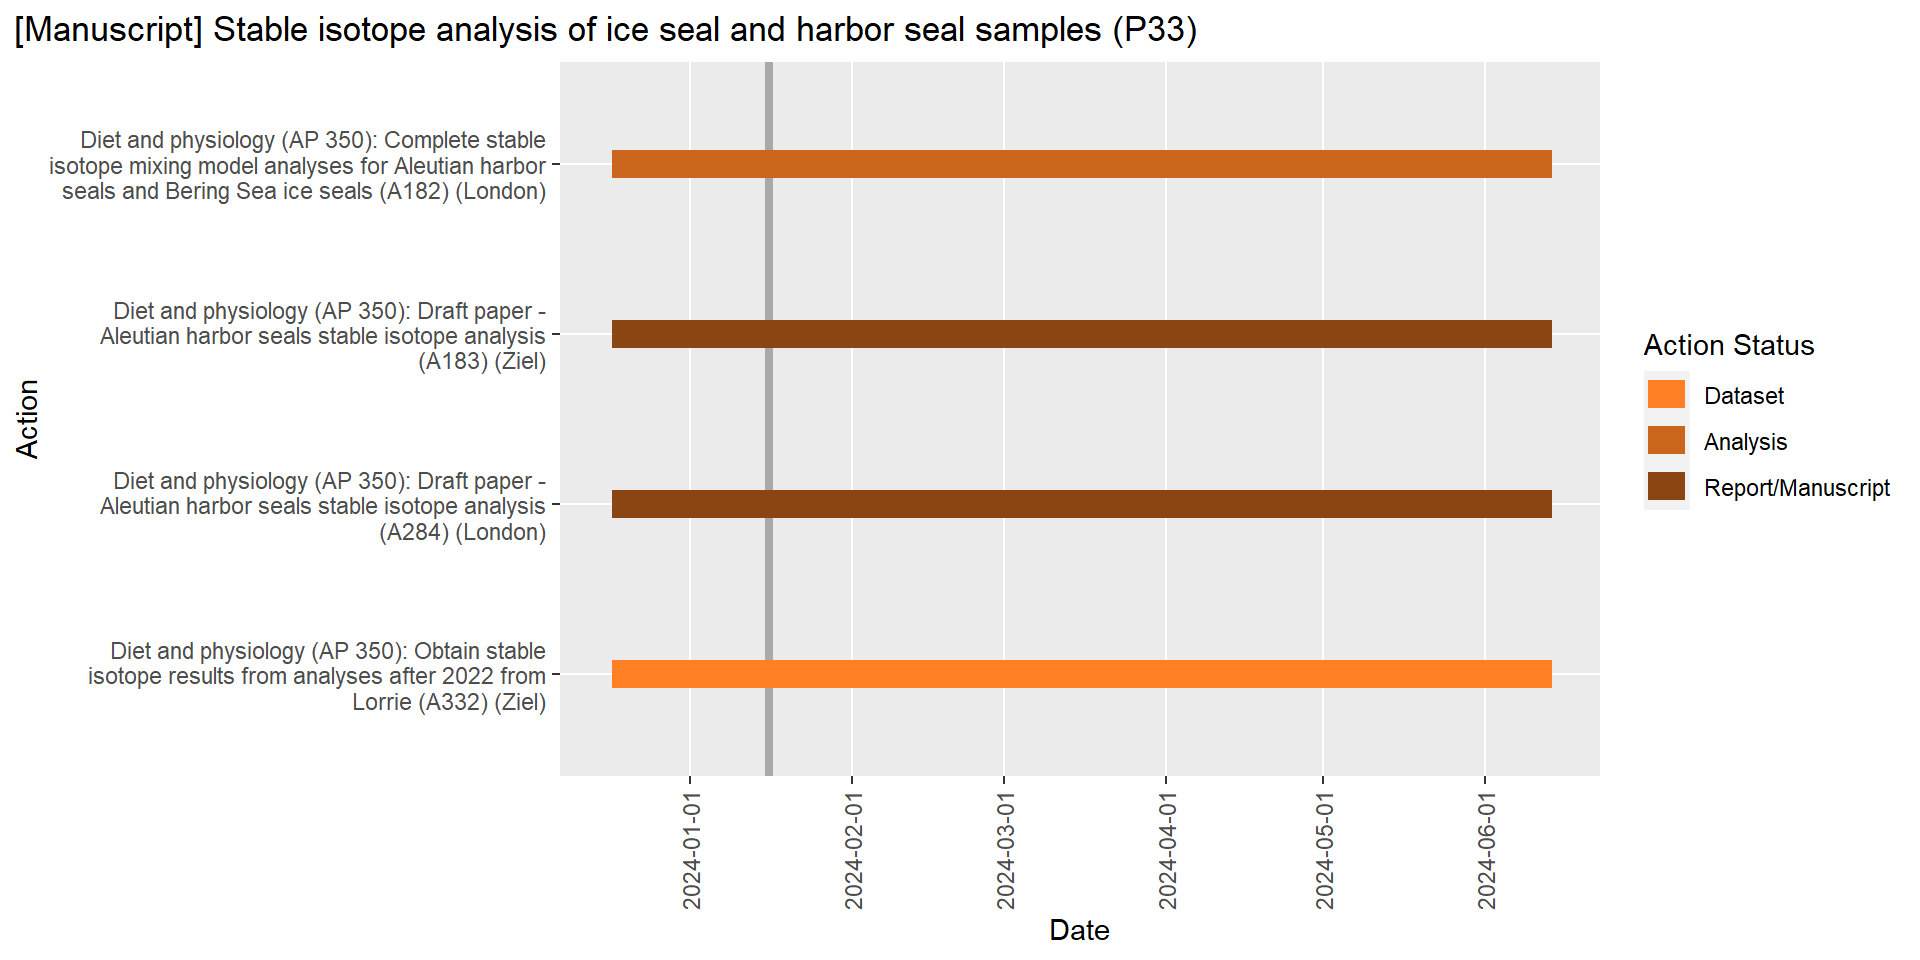 [Manuscript] Stable isotope analysis of ice seal and harbor seal samples (P33)
Diet and physiology (AP 350): Complete stable
isotope mixing model analyses for Aleutian harbor
seals and Bering Sea ice seals (A182) (London)
Diet and physiology (AP 350): Draft paper -
Aleutian harbor seals stable isotope analysis
(A183) (Ziel)
Diet and physiology (AP 350): Draft paper -
Aleutian harbor seals stable isotope analysis
(A284) (London)
Diet and physiology (AP 350): Obtain stable
isotope results from analyses after 2022 from
Lorrie (A332) (Ziel)
Action
2024-01-01
2024-02-01
2024-03-01
2024-04-01
2024-05-01
2024-06-01
Date
Action Status
Dataset
Analysis
Report/Manuscript